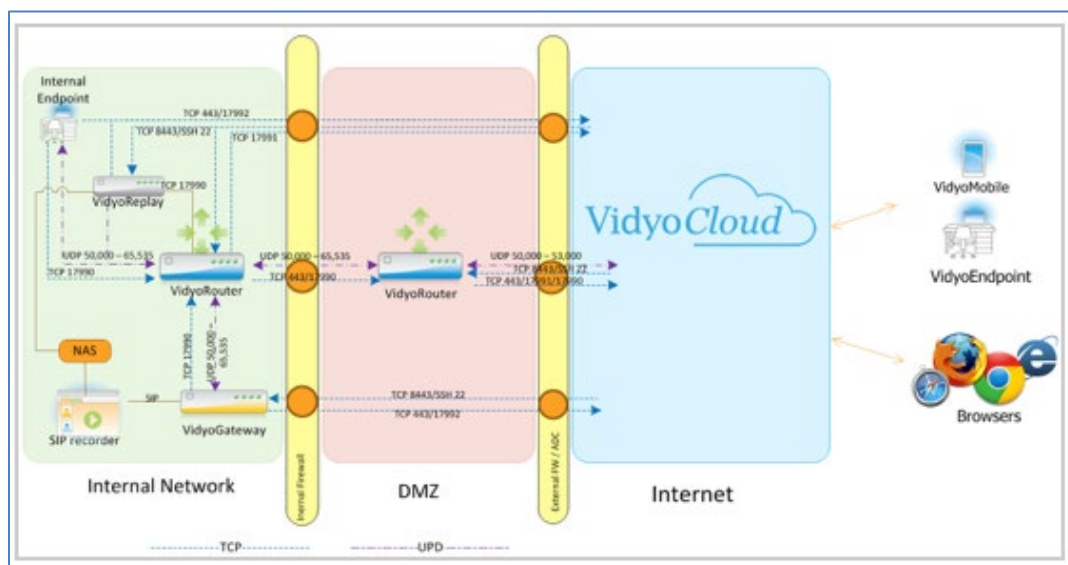 Internal
Endpoint
TCP 443/17992
TCP 8443/SSH 22
TCP 17991
TCP 17990
VidyoReplay
UDP 50,000 – 65,535
TCP 17990
VidyoRouter
UDP 50,000 – 65,535
TCP 443/17990
VidyoRouter
UDP 50,000 – 53,000
TCP 8443/SSH 22
TCP 443/17991/17990
VidyoCloud
VidyoMobile
VidyoEndpoint
Browsers
TCP 17990
UDP 50,000 –
65,535
NAS
SIP
SIP recorder
VidyoGateway
TCP 8443/SSH 22
TCP 443/17992
Inernal Firewall
External FW / ADC
Internal Network
DMZ
Internet
TCP
UPD